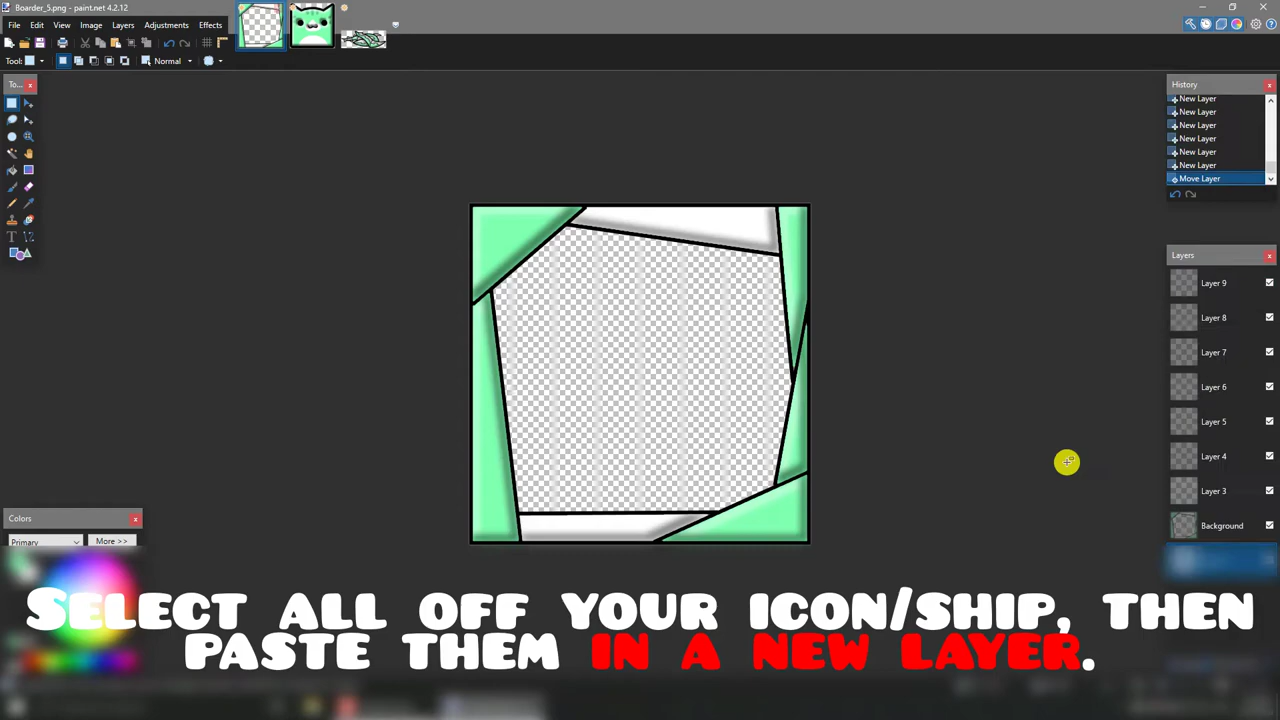 Boarder_5.png - paint.net 4.2.12
File Edit View Image Layers Adjustments Effects
Tool: Normal
To...
History
New Layer
New Layer
New Layer
New Layer
New Layer
New Layer
Move Layer
Layers
Layer 9
Layer 8
Layer 7
Layer 6
Layer 5
Layer 4
Layer 3
Background
Colors
Primary More >>
SELECT ALL OFF YOUR ICON/SHIP, THEN
PASTE THEM IN A NEW LAYER.